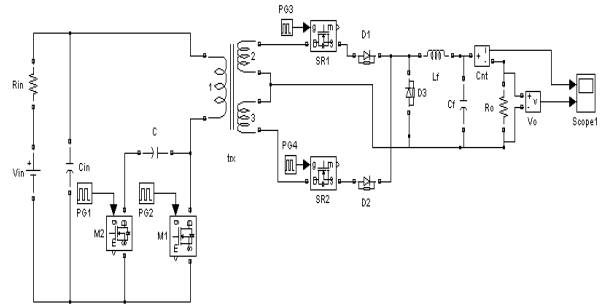 PG3
g
m
D
S
SR1
D1
Rin
1
2
3
trx
Lf
D3
Cf
i
+
-
Cnt
Ro
+
-
v
Vo
Scope1
C
+
Vin
Cin
PG1
PG2
M2
M1
PG4
g
m
D
S
SR2
D2